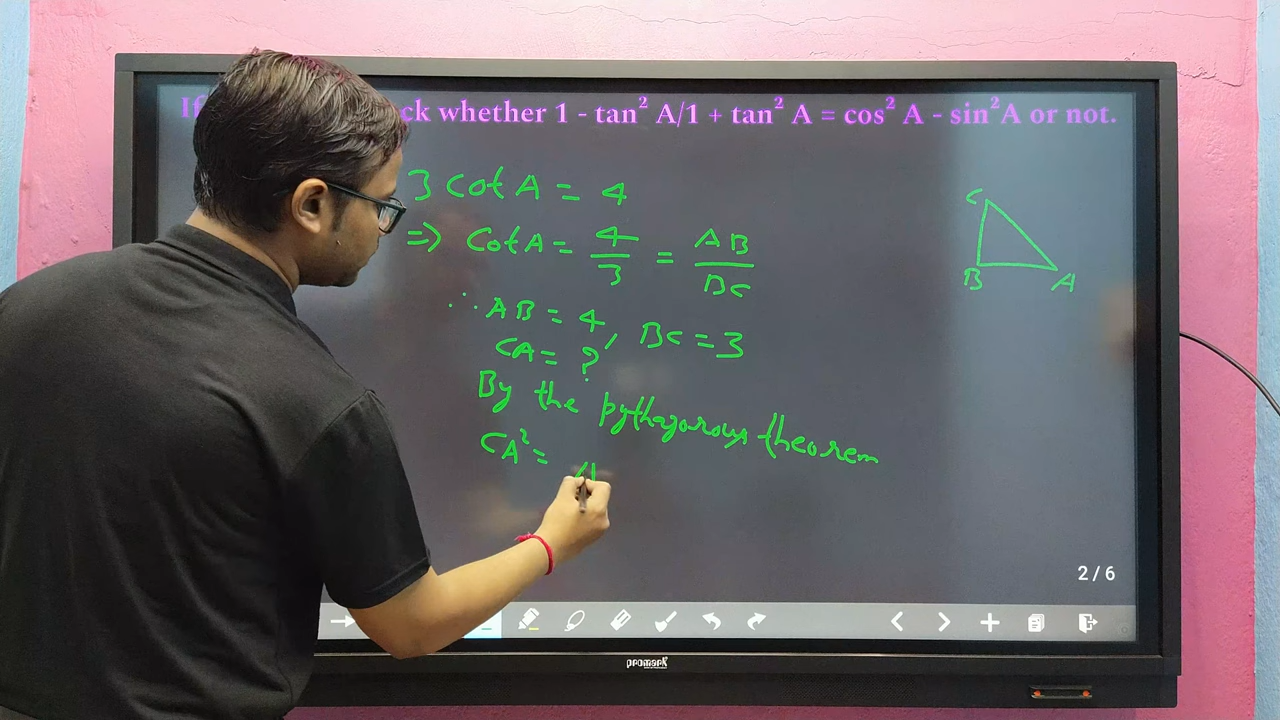 If ck whether 1 - tan² A/1 + tan² A = cos² A - sin²A or not.
3 cot A = 4
⇒ cot A = 4/3 = AB/BC
∴ AB = 4, BC = 3
CA = ?
By the pythagorous theorem
CA² =
C
B A
2/6
promark